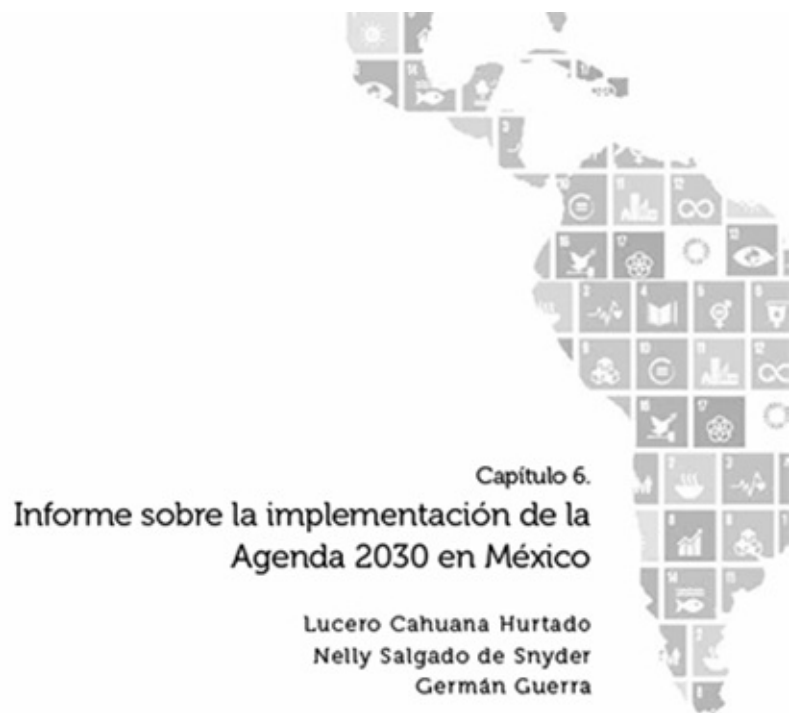 Capítulo 6.
Informe sobre la implementación de la
Agenda 2030 en México
Lucero Cahuana Hurtado
Nelly Salgado de Snyder
Germán Guerra